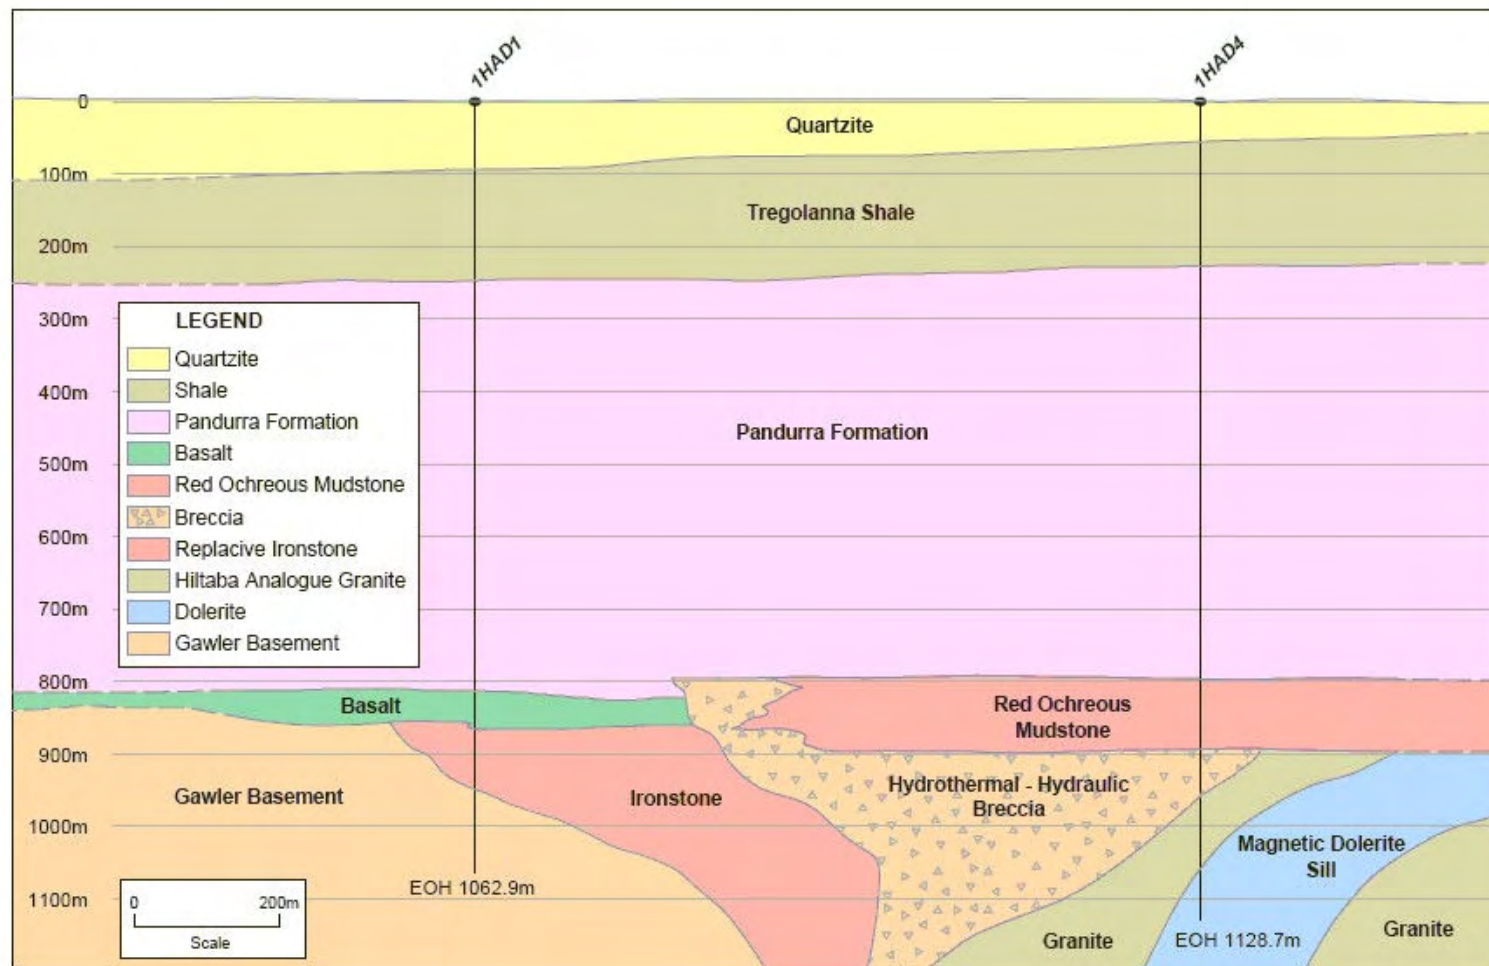 1HAD1
1HAD4
0
Quartzite
100m
Tregolanna Shale
200m
300m
LEGEND
Quartzite
Shale
Pandurra Formation
Basalt
Red Ochreous Mudstone
Breccia
Replacive Ironstone
Hiltaba Analogue Granite
Dolerite
Gawler Basement
400m
Pandurra Formation
500m
600m
700m
800m
Basalt
Red Ochreous
Mudstone
900m
Gawler Basement
Ironstone
Hydrothermal - Hydraulic
Breccia
1000m
Magnetic Dolerite
Sill
EOH 1062.9m
1100m
0 200m
Scale
Granite
EOH 1128.7m
Granite